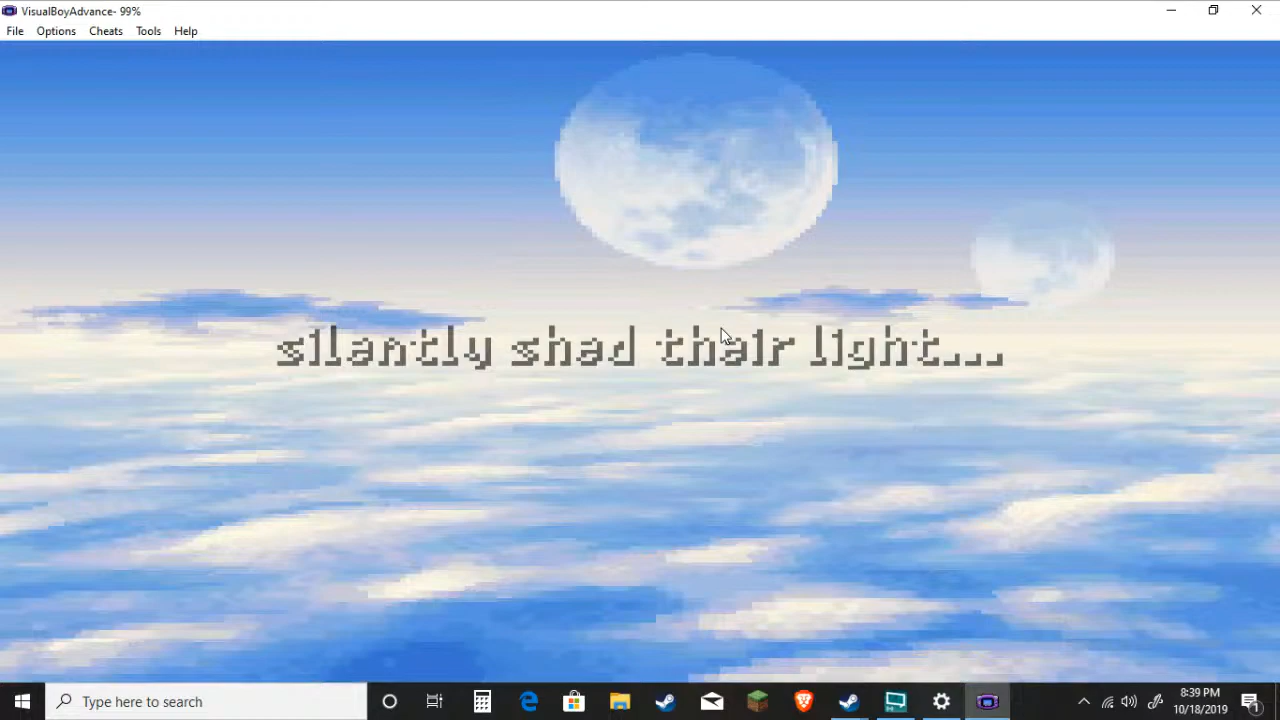 VisualBoyAdvance- 99%
File Options Cheats Tools Help
silantly shad thair light...
Type here to search
8:39 PM
10/18/2019
1